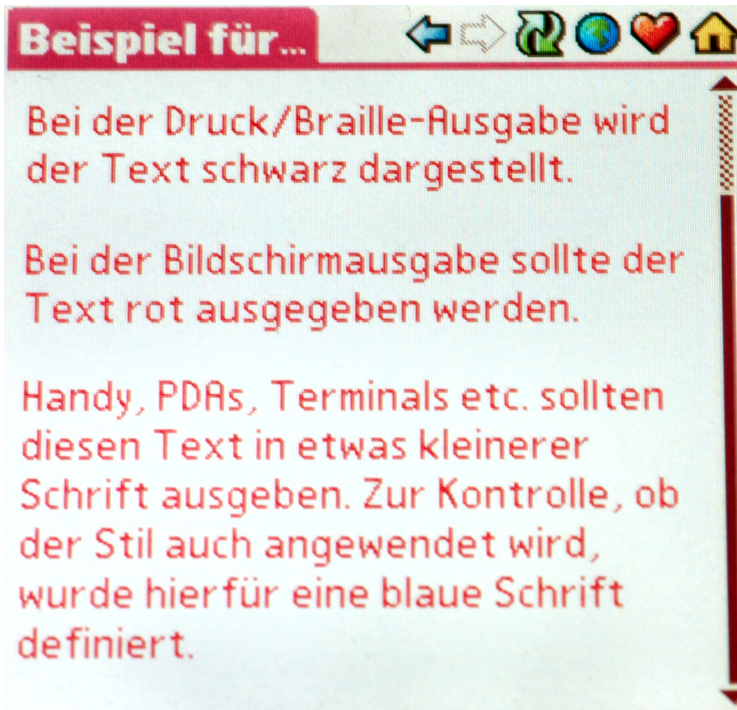 Beispiel für...
Bei der Druck/Braille-Ausgabe wird
der Text schwarz dargestellt.
Bei der Bildschirmausgabe sollte der
Text rot ausgegeben werden.
Handy, PDAs, Terminals etc. sollten
diesen Text in etwas kleinerer
Schrift ausgeben. Zur Kontrolle, ob
der Stil auch angewendet wird,
wurde hierfür eine blaue Schrift
definiert.